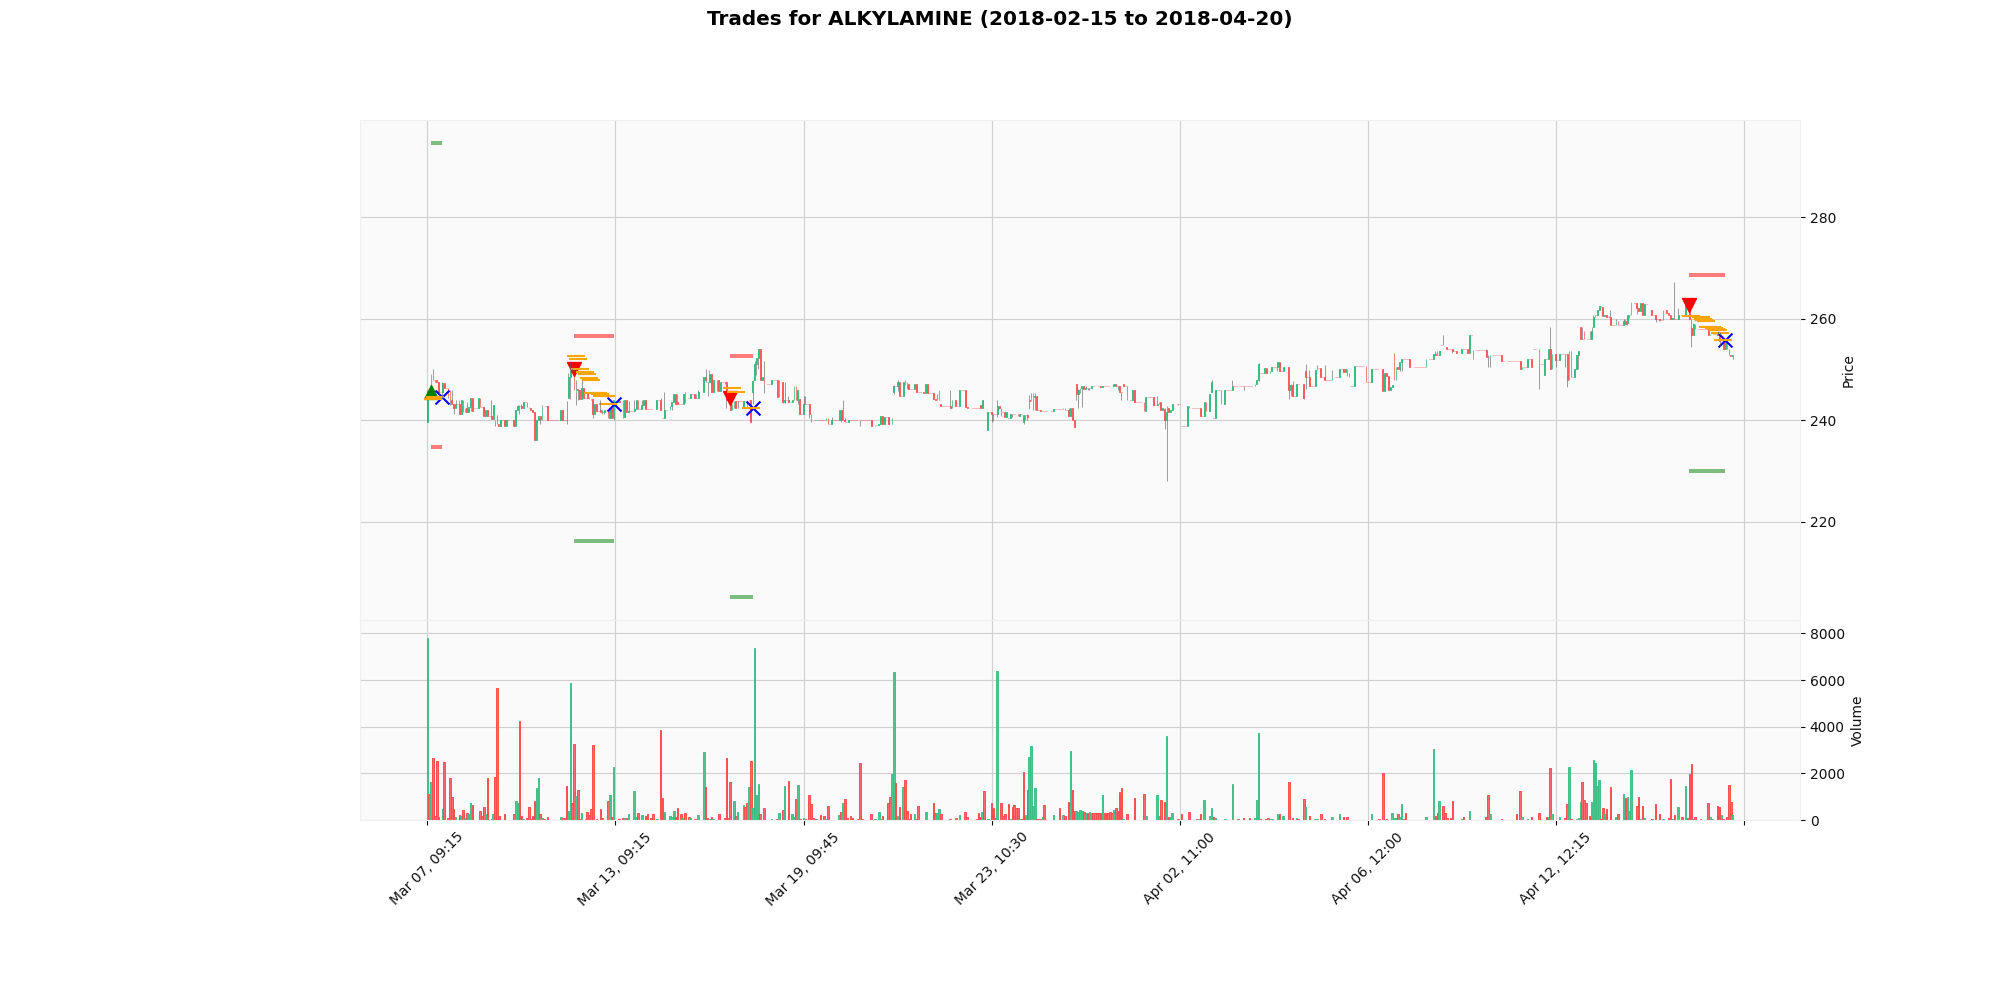 Trades for ALKYLAMINE (2018-02-15 to 2018-04-20)
280
260
240
220
Price
8000
6000
4000
2000
0
Volume
Mar 07, 09:15
Mar 13, 09:15
Mar 19, 09:45
Mar 23, 10:30
Apr 02, 11:00
Apr 06, 12:00
Apr 12, 12:15